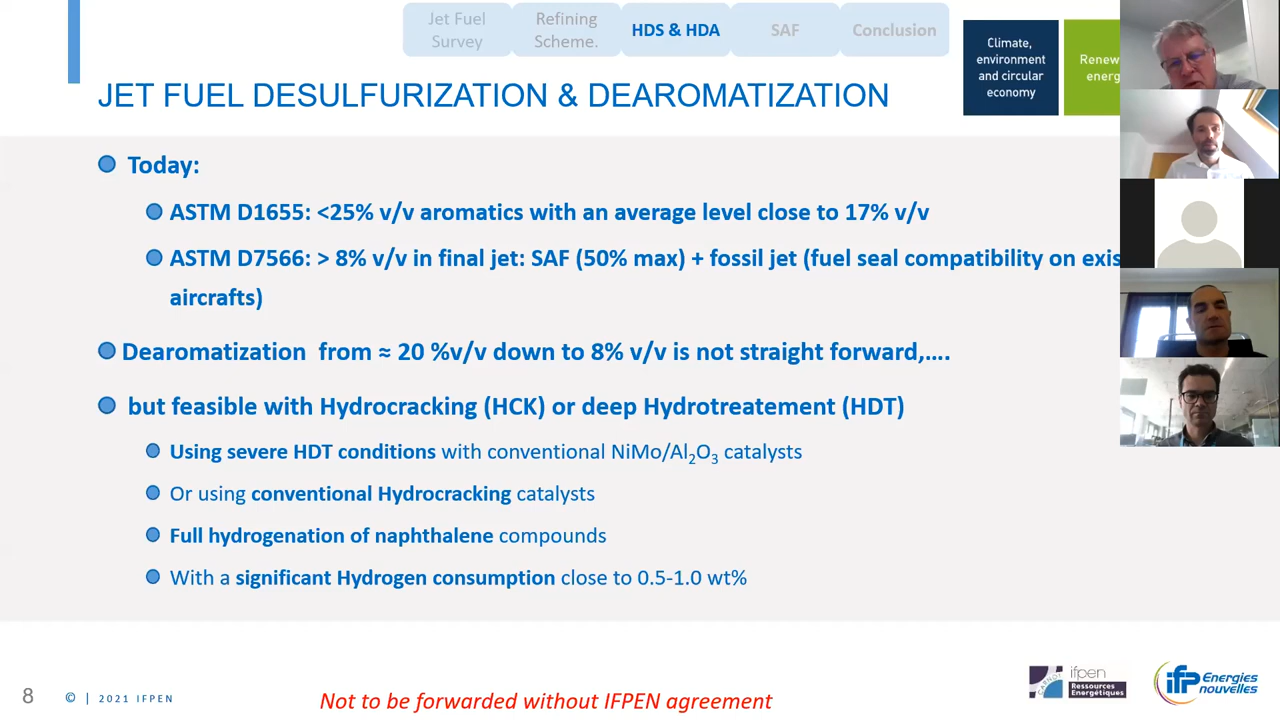 Jet Fuel
Survey
Refining
Scheme.
HDS & HDA
SAF
Conclusion
Climate,
environment
and circular
economy
JET FUEL DESULFURIZATION & DEAROMATIZATION
Today:
ASTM D1655: <25% v/v aromatics with an average level close to 17% v/v
ASTM D7566: > 8% v/v in final jet: SAF (50% max) + fossil jet (fuel seal compatibility on
aircrafts)
Dearomatization from ≈ 20 %v/v down to 8% v/v is not straight forward,….
but feasible with Hydrocracking (HCK) or deep Hydrotreatement (HDT)
Using severe HDT conditions with conventional NiMo/Al₂O₃ catalysts
Or using conventional Hydrocracking catalysts
Full hydrogenation of naphthalene compounds
With a significant Hydrogen consumption close to 0.5-1.0 wt%
8
© | 2021 IFPEN
Not to be forwarded without IFPEN agreement
CARNOT
ifpen
Ressources
Energétiques
ifp Energies
nouvelles